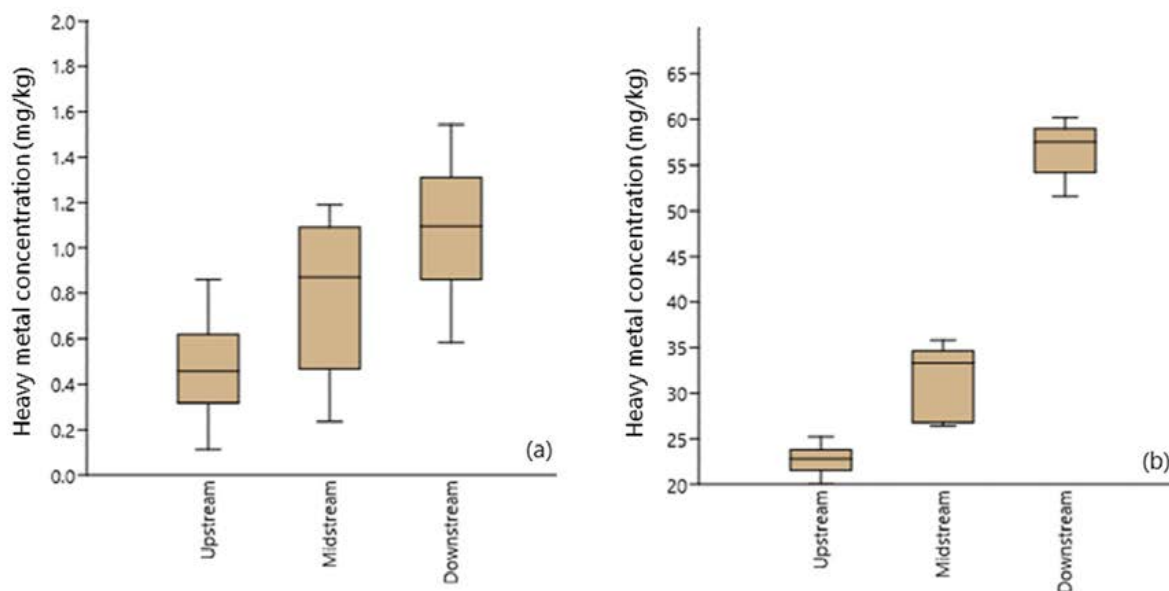 Heavy metal concentration (mg/kg)
2.0
1.8
1.6
1.4
1.2
1.0
0.8
0.6
0.4
0.2
0.0
Upstream
Midstream
Downstream
(a)
Heavy metal concentration (mg/kg)
65
60
55
50
45
40
35
30
25
20
Upstream
Midstream
Downstream
(b)